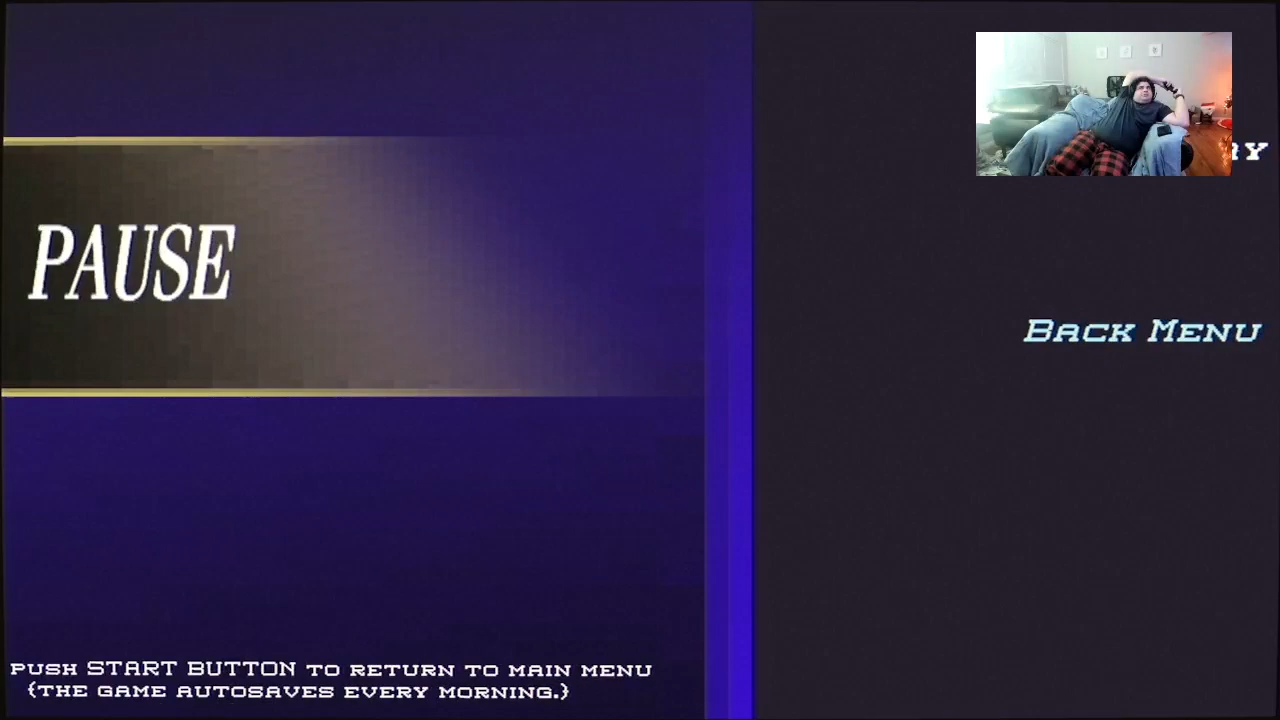 PAUSE
BACK MENU
PUSH START BUTTON TO RETURN TO MAIN MENU
(THE GAME AUTOSAVES EVERY MORNING.)